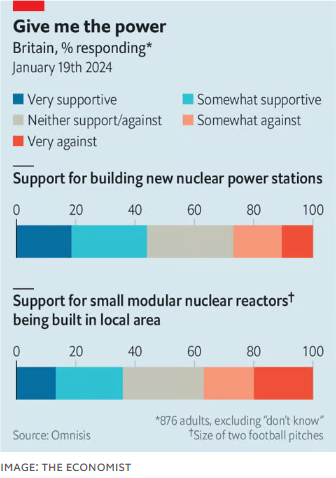 Give me the power
Britain, % responding*
January 19th 2024
Very supportive
Somewhat supportive
Neither support/against
Somewhat against
Very against
Support for building new nuclear power stations
0 20 40 60 80 100
Support for small modular nuclear reactors†
being built in local area
0 20 40 60 80 100
*876 adults, excluding “don’t know”
Source: Omnisis
†Size of two football pitches
IMAGE: THE ECONOMIST